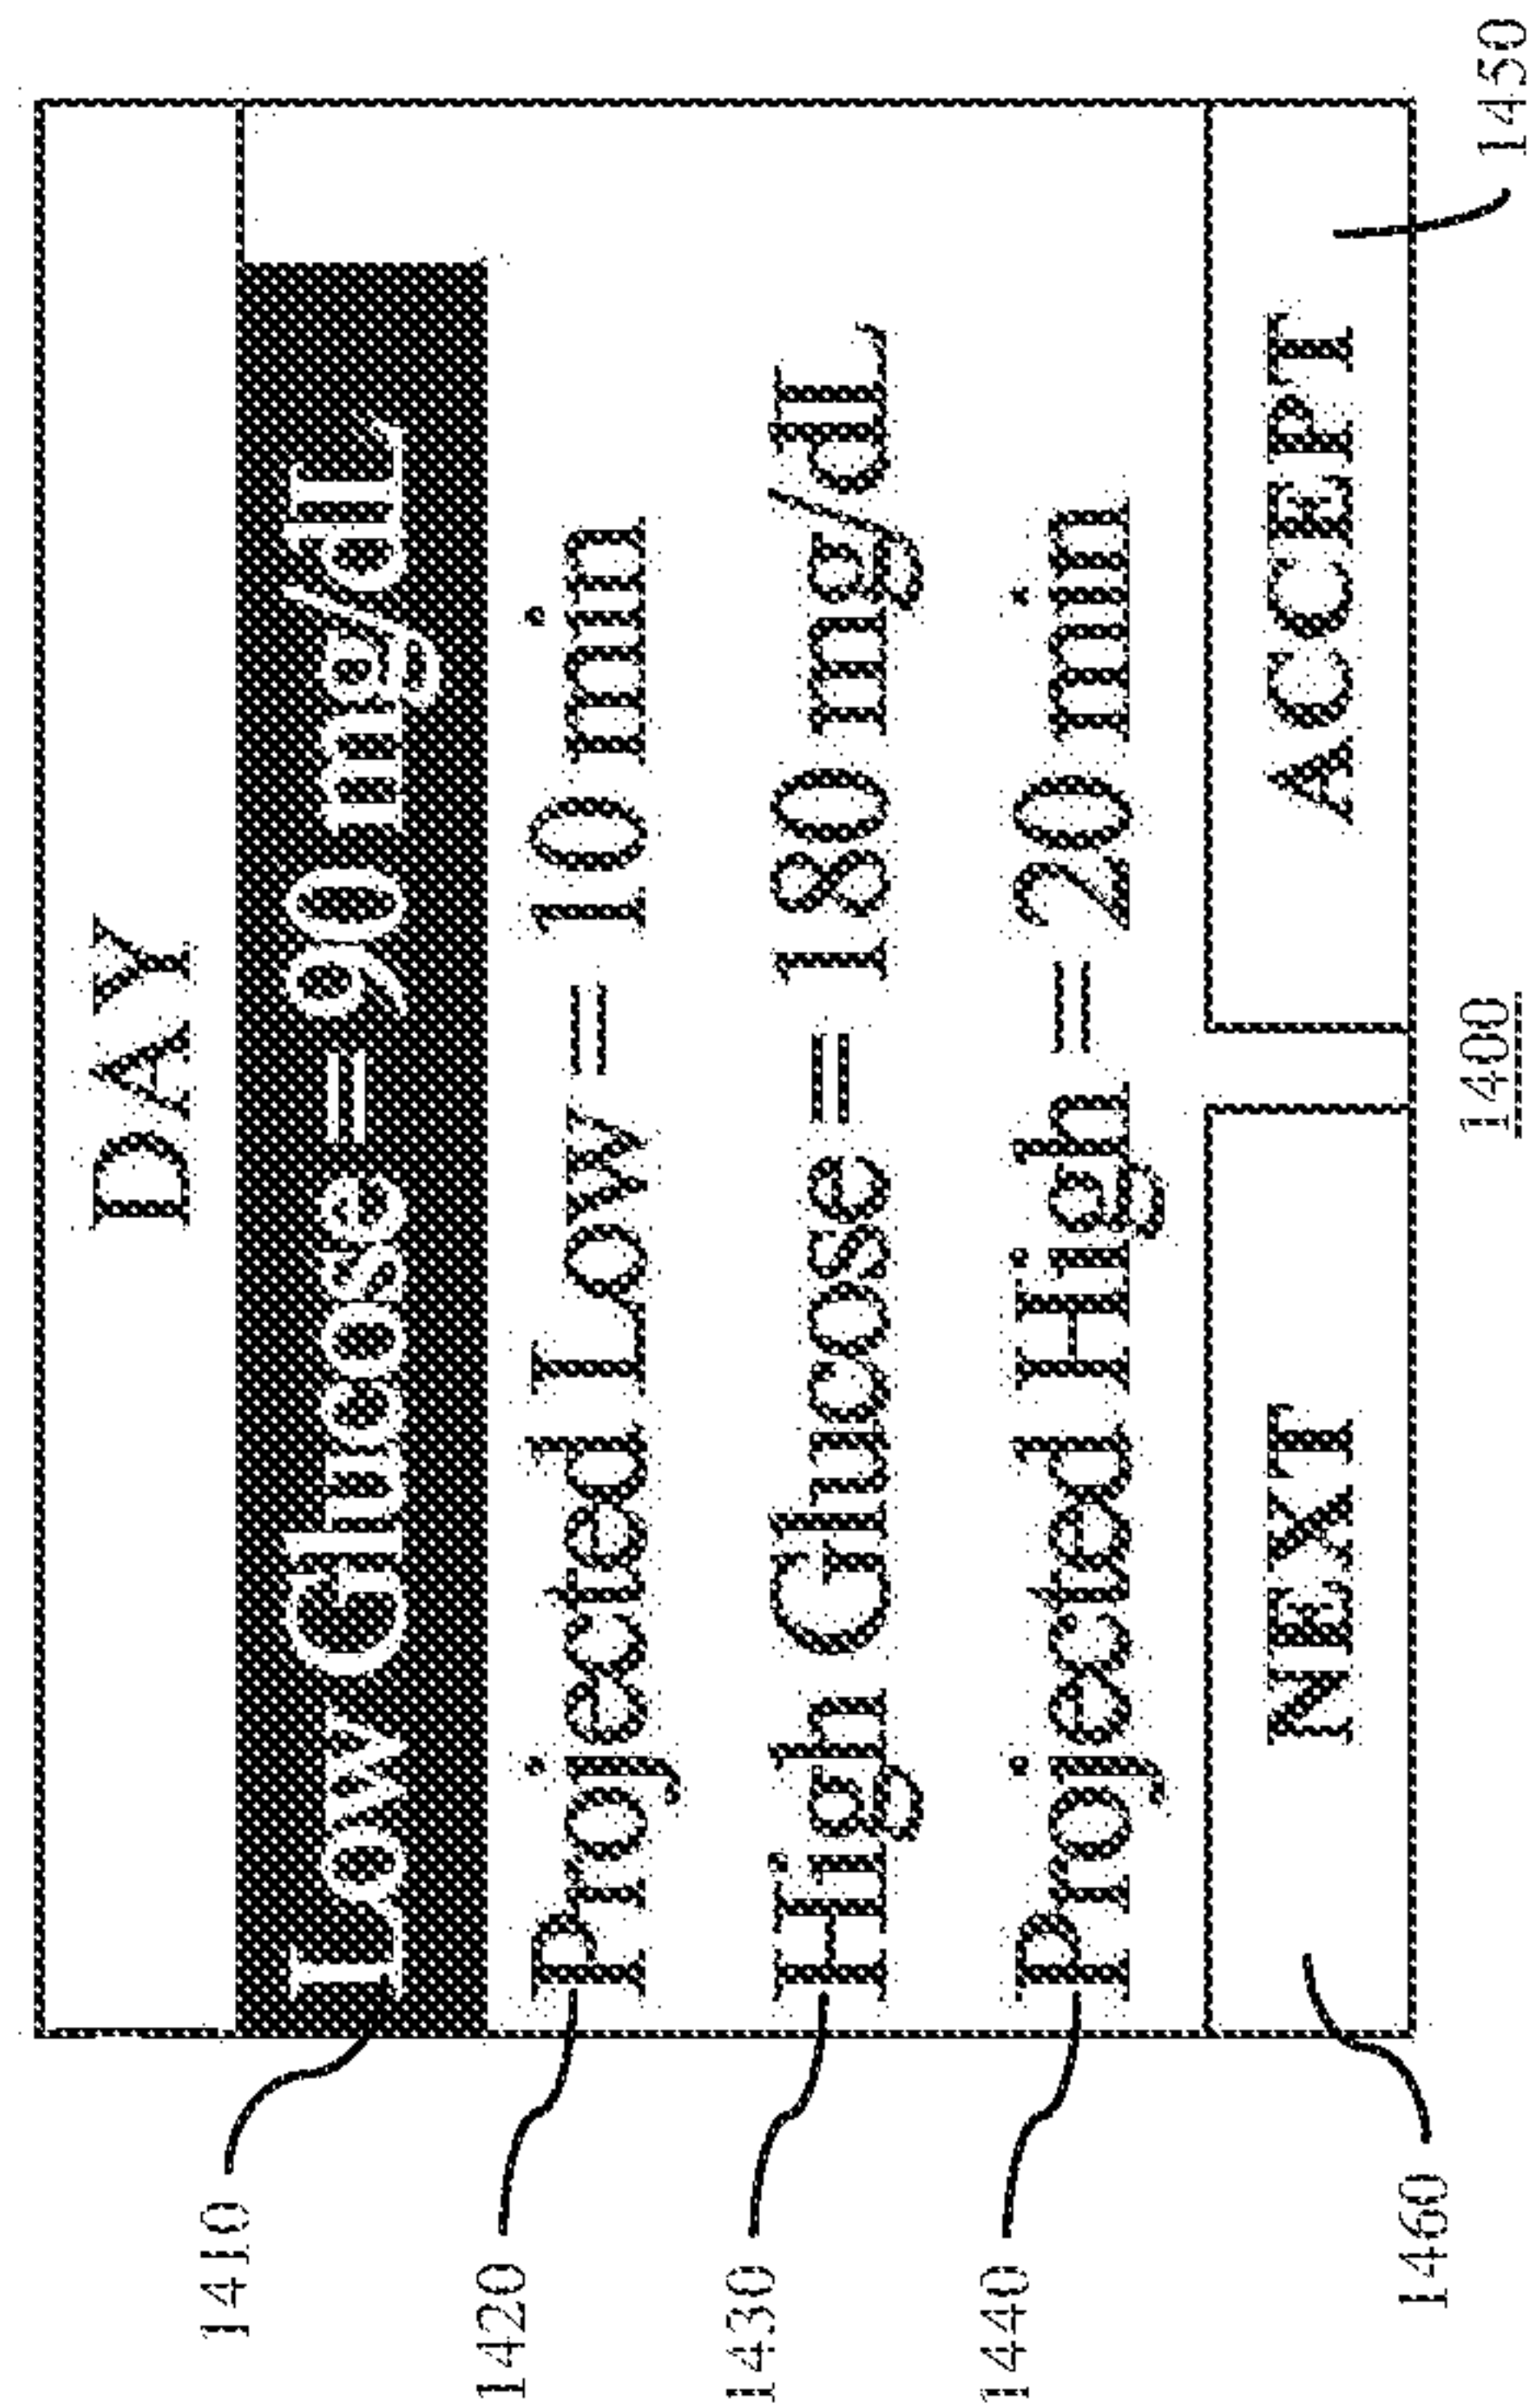 DAY
1410
Low Glucose = 90 mg/dL
1420
Projected Low = 10 min
1430
High Glucose = 180 mg/dL
1440
Projected High = 20 min
1460
NEXT
ACCEPT
1450
1400